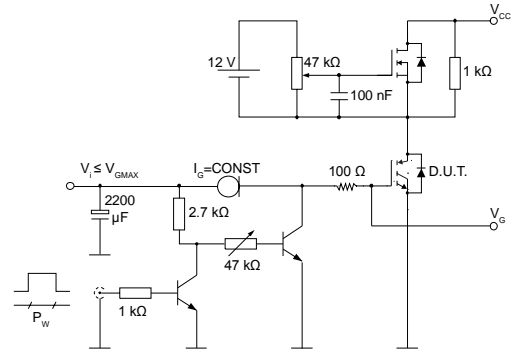 V_CC
12 V
47 kΩ
100 nF
1 kΩ
V_i ≤ V_GMAX
I_G=CONST
100 Ω
D.U.T.
2200
μF
2.7 kΩ
V_G
47 kΩ
1 kΩ
P_W